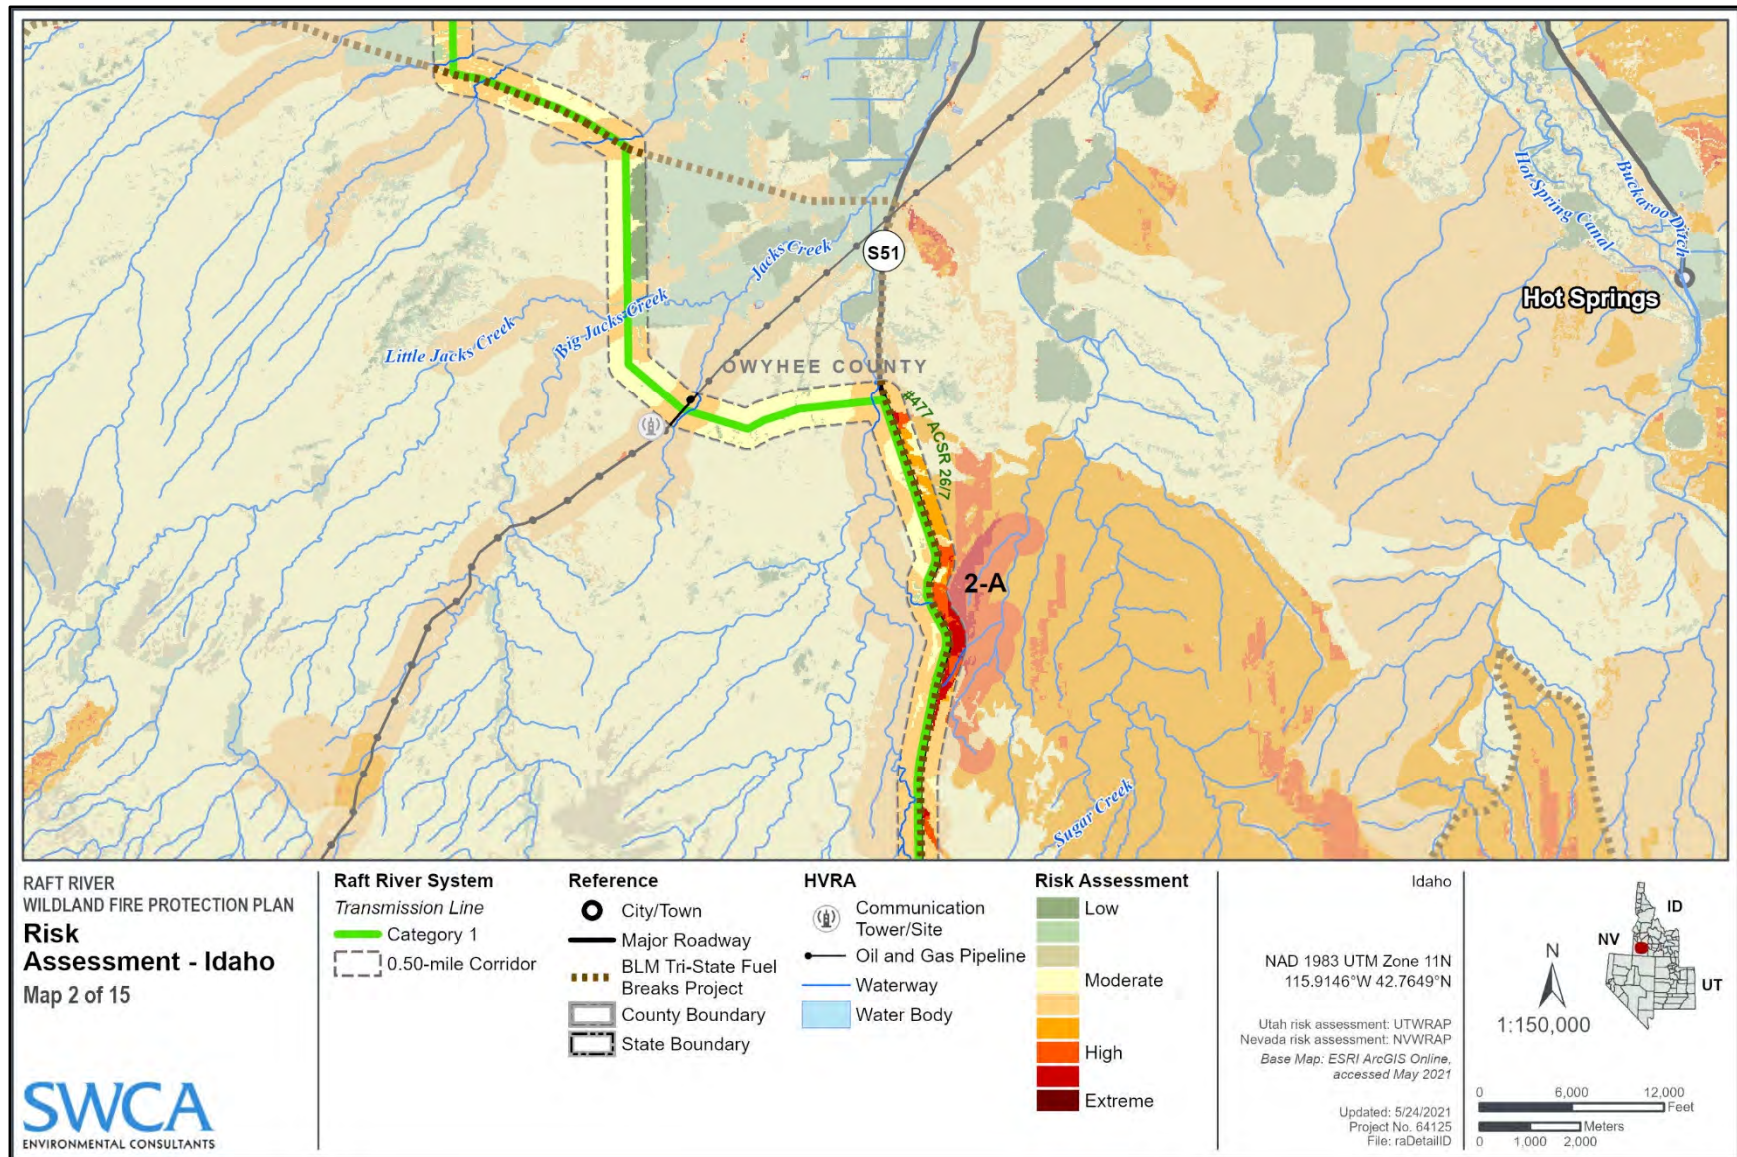 Hot Spring Canal
Buckaroo Ditch
Jacks Creek
S51
Hot Springs
Little Jacks Creek
Big Jacks Creek
OWYHEE COUNTY
#477 ACSR 26/7
2-A
Sugar Creek
RAFT RIVER
WILDLAND FIRE PROTECTION PLAN
Risk
Assessment - Idaho
Map 2 of 15
SWCA
ENVIRONMENTAL CONSULTANTS
Raft River System
Transmission Line
Category 1
0.50-mile Corridor
Reference
City/Town
Major Roadway
BLM Tri-State Fuel
Breaks Project
County Boundary
State Boundary
HVRA
Communication
Tower/Site
Oil and Gas Pipeline
Waterway
Water Body
Risk Assessment
Low
Moderate
High
Extreme
Idaho
NAD 1983 UTM Zone 11N
115.9146°W 42.7649°N
Utah risk assessment: UTWRAP
Nevada risk assessment: NVWRAP
Base Map: ESRI ArcGIS Online,
accessed May 2021
Updated: 5/24/2021
Project No. 64125
File: raDetailID
N
1:150,000
ID
NV
UT
0 6,000 12,000
Feet
Meters
0 1,000 2,000